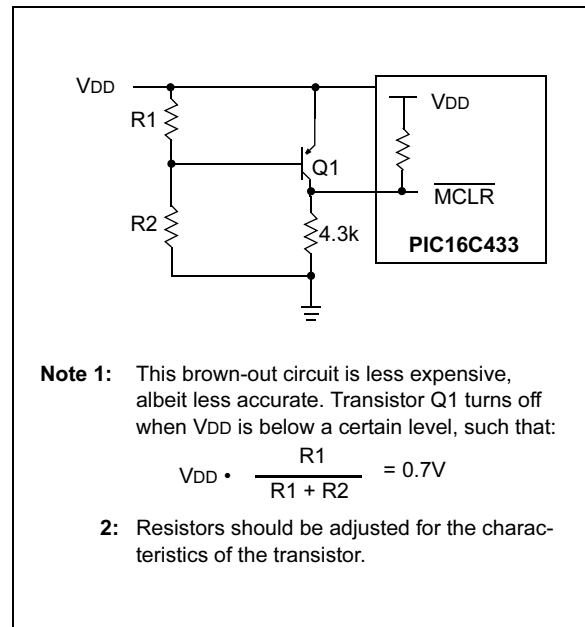 VDD
R1
VDD
Q1
MCLR
R2
4.3k
PIC16C433
Note 1: This brown-out circuit is less expensive,
albeit less accurate. Transistor Q1 turns off
when VDD is below a certain level, such that:
VDD • R1 / R1 + R2 = 0.7V
2: Resistors should be adjusted for the charac-
teristics of the transistor.